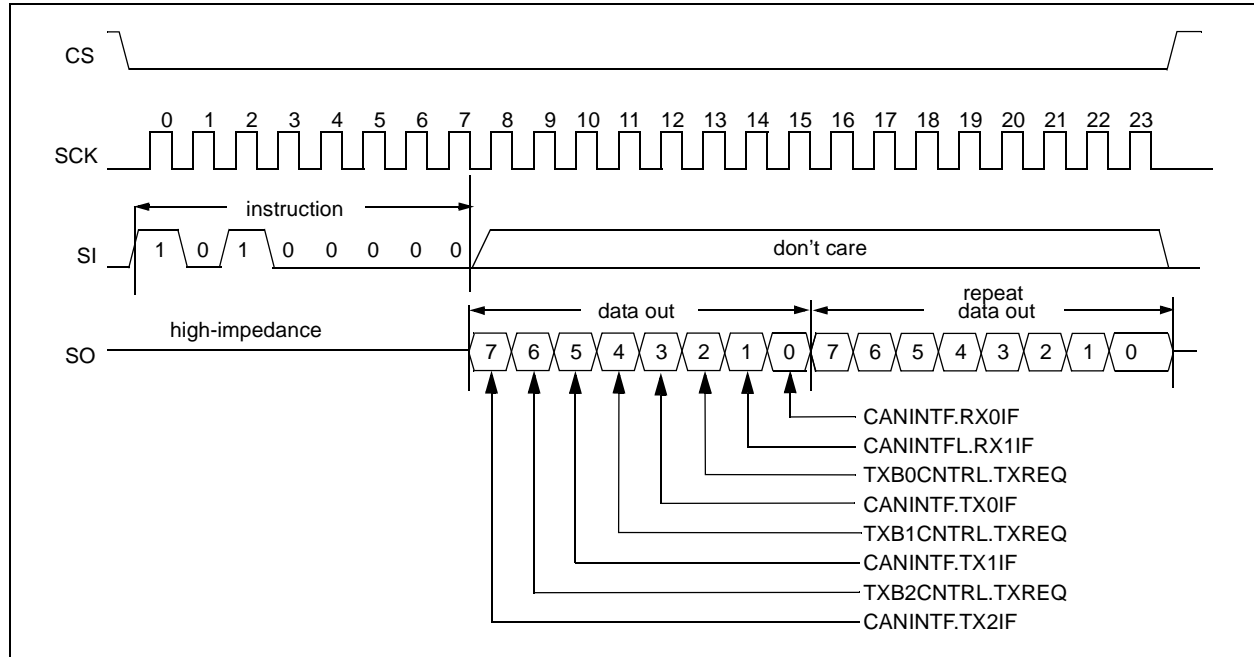 CS
0 1 2 3 4 5 6 7 8 9 10 11 12 13 14 15 16 17 18 19 20 21 22 23
SCK
instruction
SI 1 0 1 0 0 0 0 0 don't care
data out
repeat
data out
high-impedance
SO 7 6 5 4 3 2 1 0 7 6 5 4 3 2 1 0
CANINTF.RX0IF
CANINTFL.RX1IF
TXB0CNTRL.TXREQ
CANINTF.TX0IF
TXB1CNTRL.TXREQ
CANINTF.TX1IF
TXB2CNTRL.TXREQ
CANINTF.TX2IF